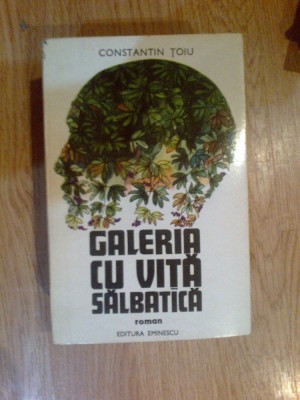 CONSTANTIN ȚOIU
GALERIA
CU VIȚĂ
SĂLBATICĂ
roman
EDITURA EMINESCU